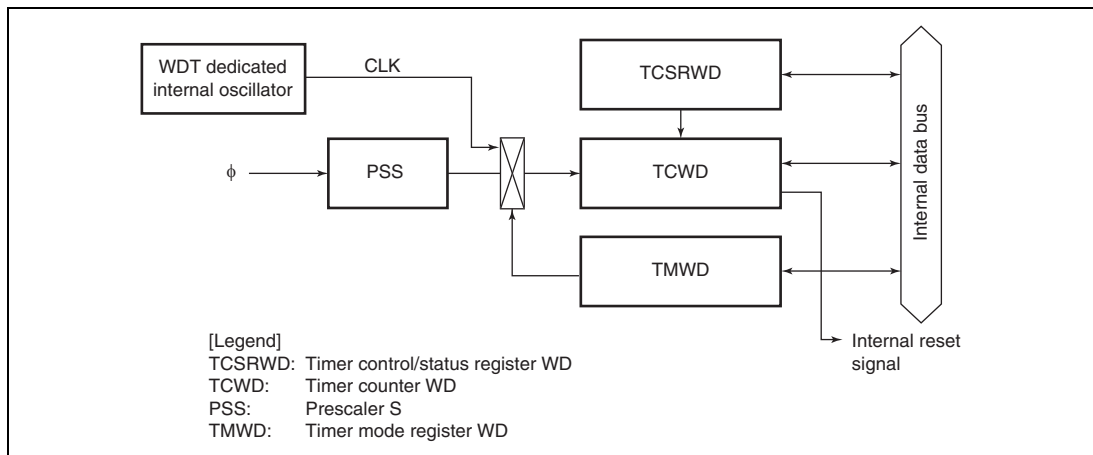 WDT dedicated
internal oscillator
CLK
TCSRWD
φ
PSS
TCWD
TMWD
Internal data bus
Internal reset
signal
[Legend]
TCSRWD: Timer control/status register WD
TCWD: Timer counter WD
PSS: Prescaler S
TMWD: Timer mode register WD